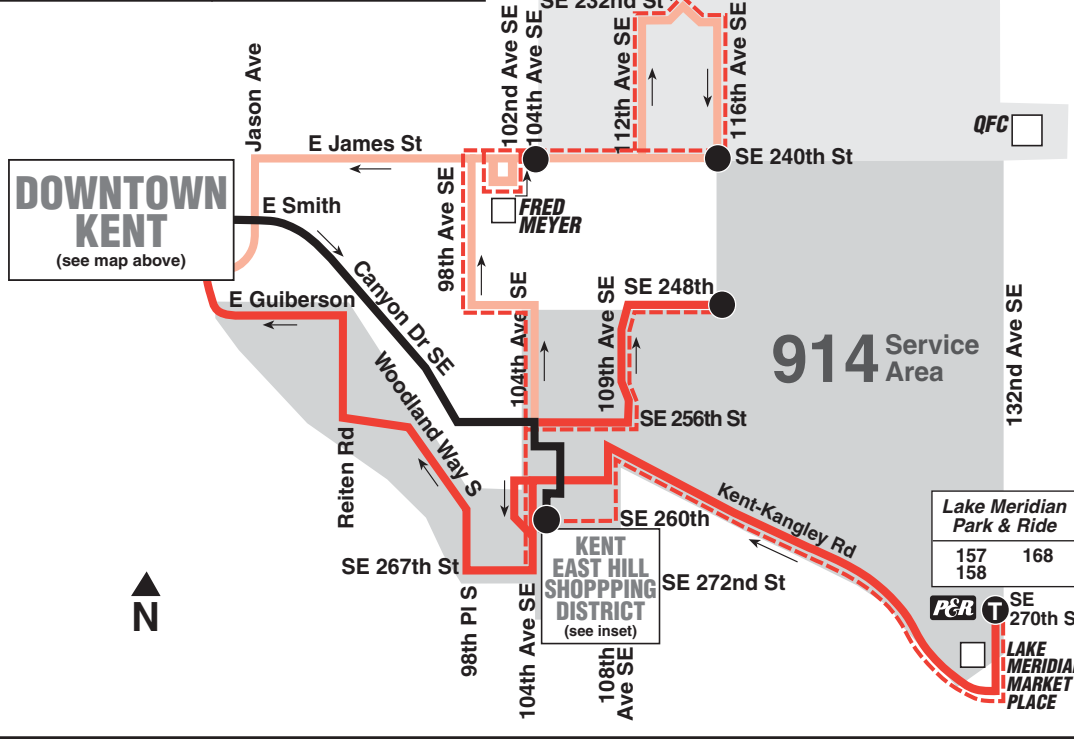 SE 232nd St
102nd Ave SE
104th Ave SE
112th Ave SE
116th Ave SE
Jason Ave
QFC
E James St
SE 240th St
DOWNTOWN
KENT
(see map above)
E Smith
98th Ave SE
FRED
MEYER
Canyon Dr SE
E Guiberson
104th Ave SE
109th Ave SE
SE 248th
132nd Ave SE
914 Service
Area
Woodland Way S
SE 256th St
Reiten Rd
Kent-Kangley Rd
SE 260th
Lake Meridian
Park & Ride
157 168
158
KENT
EAST HILL
SHOPPPING
DISTRICT
(see inset)
SE 267th St
SE 272nd St
N
98th Pl S
104th Ave SE
108th
Ave SE
P&R
T
SE
270th S
LAKE
MERIDIA
MARKET
PLACE